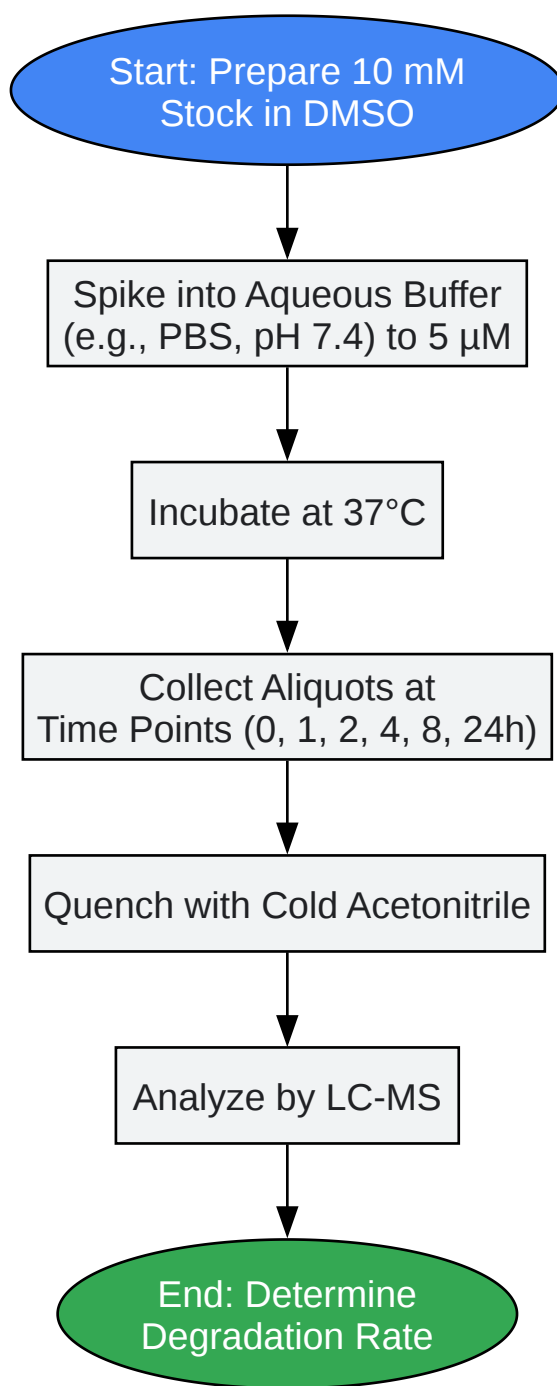 Start: Prepare 10 mM
Stock in DMSO
Spike into Aqueous Buffer
(e.g., PBS, pH 7.4) to 5 µM
Incubate at 37°C
Collect Aliquots at
Time Points (0, 1, 2, 4, 8, 24h)
Quench with Cold Acetonitrile
Analyze by LC-MS
End: Determine
Degradation Rate